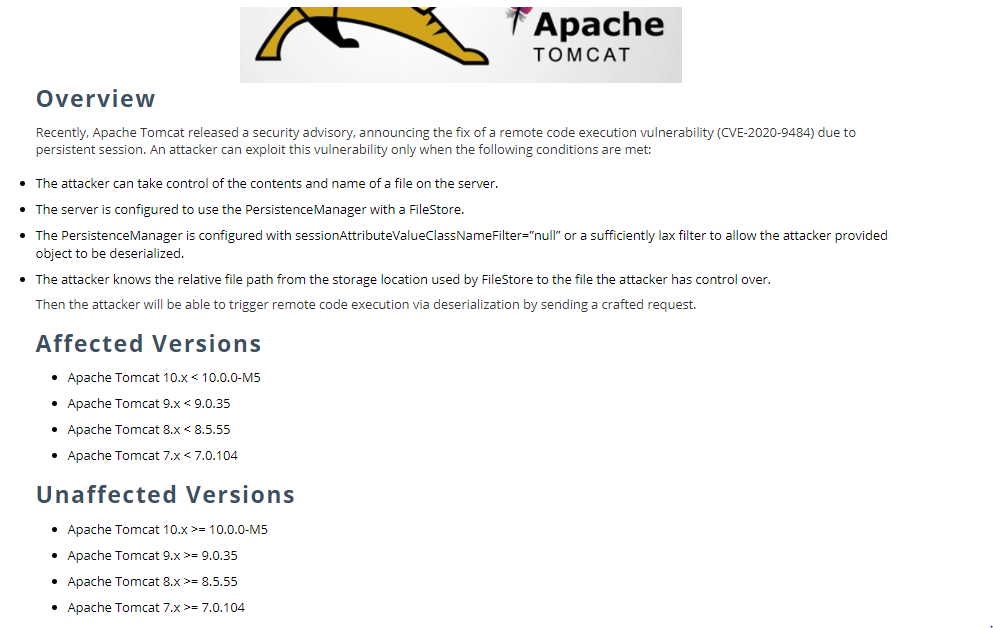 Apache
TOMCAT
Overview
Recently, Apache Tomcat released a security advisory, announcing the fix of a remote code execution vulnerability (CVE-2020-9484) due to
persistent session. An attacker can exploit this vulnerability only when the following conditions are met:
• The attacker can take control of the contents and name of a file on the server.
• The server is configured to use the PersistenceManager with a FileStore.
• The PersistenceManager is configured with sessionAttributeValueClassNameFilter=”null” or a sufficiently lax filter to allow the attacker provided
object to be deserialized.
• The attacker knows the relative file path from the storage location used by FileStore to the file the attacker has control over.
Then the attacker will be able to trigger remote code execution via deserialization by sending a crafted request.
Affected Versions
• Apache Tomcat 10.x < 10.0.0-M5
• Apache Tomcat 9.x < 9.0.35
• Apache Tomcat 8.x < 8.5.55
• Apache Tomcat 7.x < 7.0.104
Unaffected Versions
• Apache Tomcat 10.x >= 10.0.0-M5
• Apache Tomcat 9.x >= 9.0.35
• Apache Tomcat 8.x >= 8.5.55
• Apache Tomcat 7.x >= 7.0.104